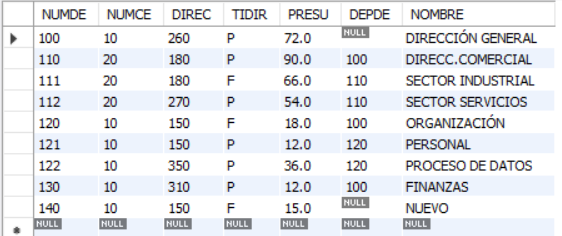 NUMDE NUMCE DIREC TIDIR PRESU DEPDE NOMBRE
100 10 260 P 72.0 NULL DIRECCIÓN GENERAL
110 20 180 P 90.0 100 DIRECC.COMERCIAL
111 20 180 F 66.0 110 SECTOR INDUSTRIAL
112 20 270 P 54.0 110 SECTOR SERVICIOS
120 10 150 F 18.0 100 ORGANIZACIÓN
121 10 150 P 12.0 120 PERSONAL
122 10 350 P 36.0 120 PROCESO DE DATOS
130 10 310 P 12.0 100 FINANZAS
140 10 150 F 15.0 NULL NUEVO
NULL NULL NULL NULL NULL NULL NULL